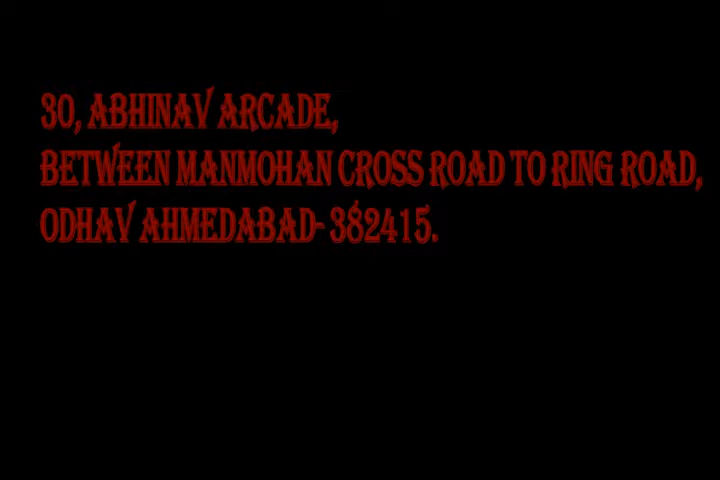 30, ABHINAV ARCADE,
BETWEEN MANMOHAN CROSS ROAD TO RING ROAD,
ODHAV AHMEDABAD- 382415.